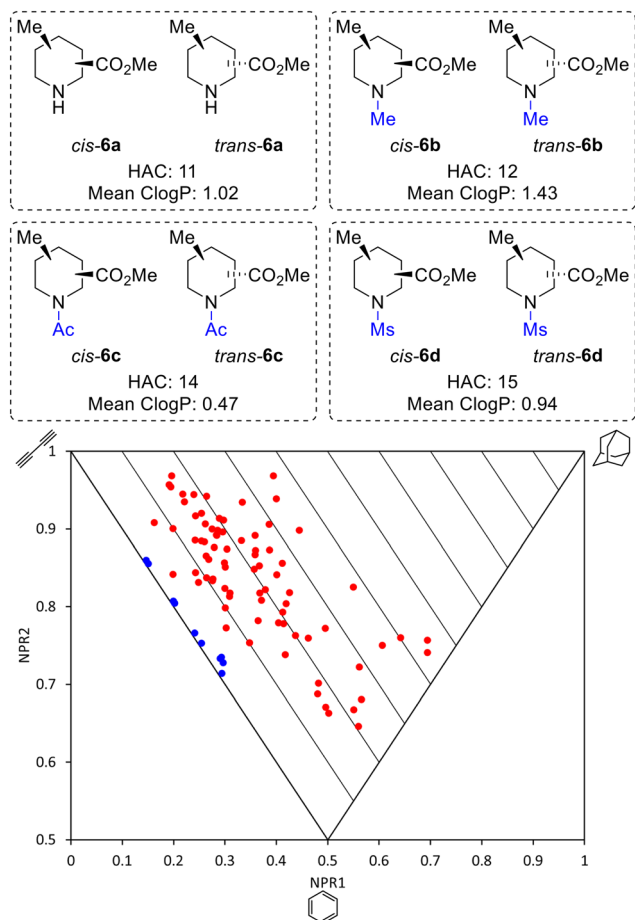 Me Me Me Me
CO₂Me CO₂Me CO₂Me CO₂Me
N N N N
H H Me Me
cis-6a trans-6a cis-6b trans-6b
HAC: 11 HAC: 12
Mean ClogP: 1.02 Mean ClogP: 1.43
Me Me Me Me
CO₂Me CO₂Me CO₂Me CO₂Me
N N N N
Ac Ac Ms Ms
cis-6c trans-6c cis-6d trans-6d
HAC: 14 HAC: 15
Mean ClogP: 0.47 Mean ClogP: 0.94
1
0.9
0.8
NPR2
0.7
0.6
0.5
0 0.1 0.2 0.3 0.4 0.5 0.6 0.7 0.8 0.9 1
NPR1